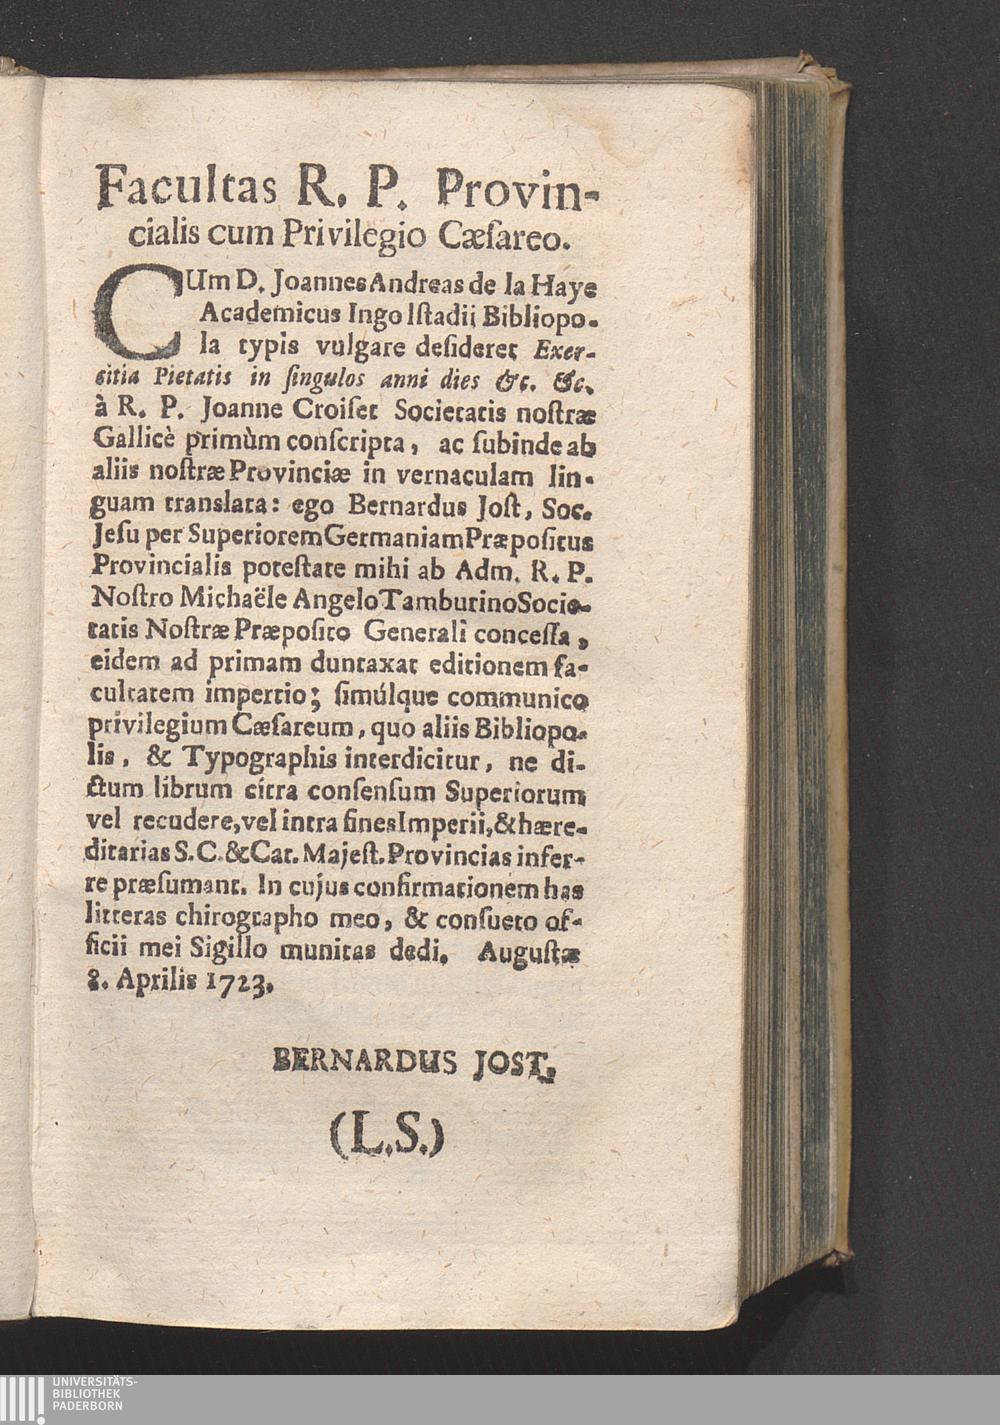 Facultas R. P. Provin-
cialis cum Privilegio Cæſareo.
CUm D. Joannes Andreas de la Haye
Academicus Ingolſtadii Bibliopo-
la typis vulgare deſideret Exer-
citia Pietatis in ſingulos anni dies &c. &c.
à R. P. Joanne Croiſet Societatis noſtræ
Gallicè primùm conſcripta, ac ſubinde ab
aliis noſtræ Provinciæ in vernaculam lin-
guam translata: ego Bernardus Joſt, Soc.
Jeſu per Superiorem Germaniam Præpoſitus
Provincialis poteſtate mihi ab Adm. R. P.
Noſtro Michaële Angelo Tamburino Socie-
tatis Noſtræ Præpoſito Generali conceſſa,
eidem ad primam duntaxat editionem fa-
cultatem impertio; ſimúlque communico
privilegium Cæſareum, quo aliis Bibliopo-
lis, & Typographis interdicitur, ne di-
ctum librum citra conſenſum Superiorum
vel recudere, vel intra fines Imperii, & hære-
ditarias S. C. & Cat. Majeſt. Provincias infer-
re præſumant. In cujus confirmationem has
litteras chirographo meo, & conſueto of-
ficii mei Sigillo munitas dedi. Auguſtæ
8. Aprilis 1723.
BERNARDUS JOST.
(L.S.)
UNIVERSITÄTS-
BIBLIOTHEK
PADERBORN